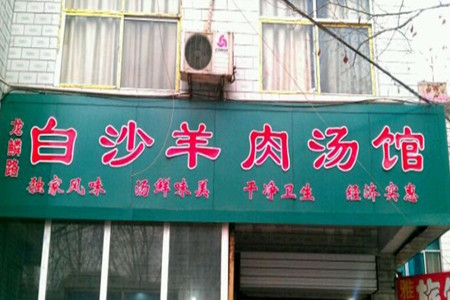 龙麟路
白沙羊肉汤馆
独家风味 汤鲜味美 干净卫生 经济实惠